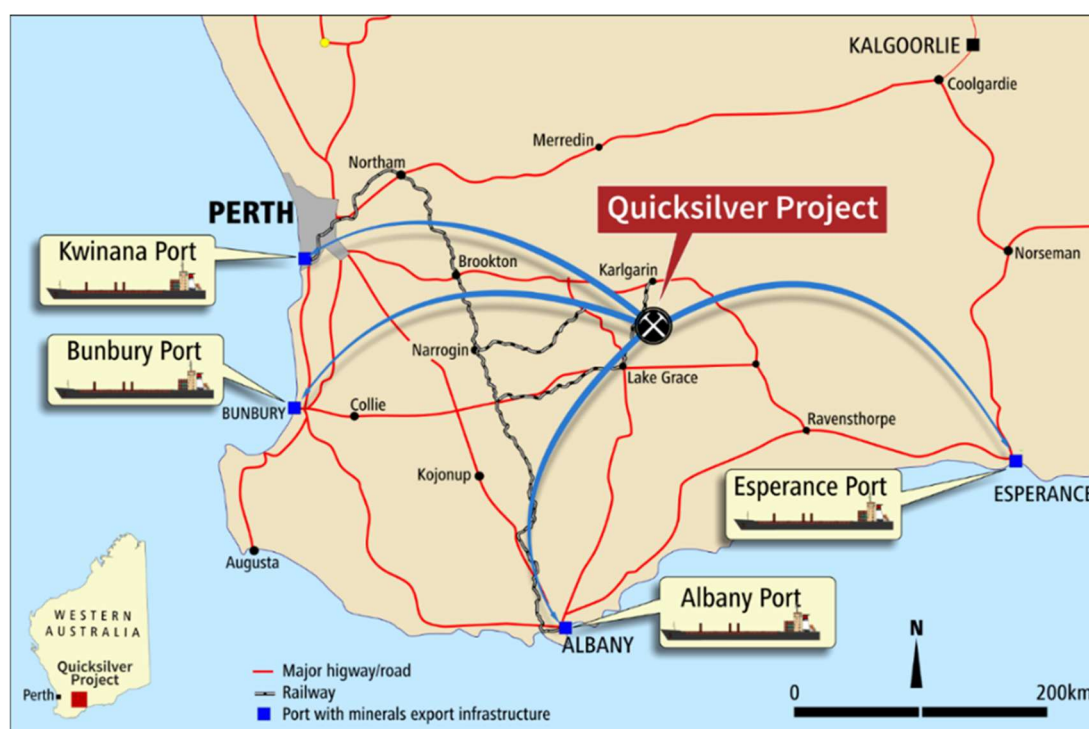 KALGOORLIE
Coolgardie
Merredin
Northam
PERTH
Quicksilver Project
Kwinana Port
Brookton
Karlgarin
Norseman
Bunbury Port
Narrogin
Lake Grace
BUNBURY
Collie
Ravensthorpe
Kojonup
Esperance Port
ESPERANCE
Augusta
Albany Port
ALBANY
WESTERN
AUSTRALIA
Quicksilver
Project
Perth
Major higway/road
Railway
Port with minerals export infrastructure
N
0
200km